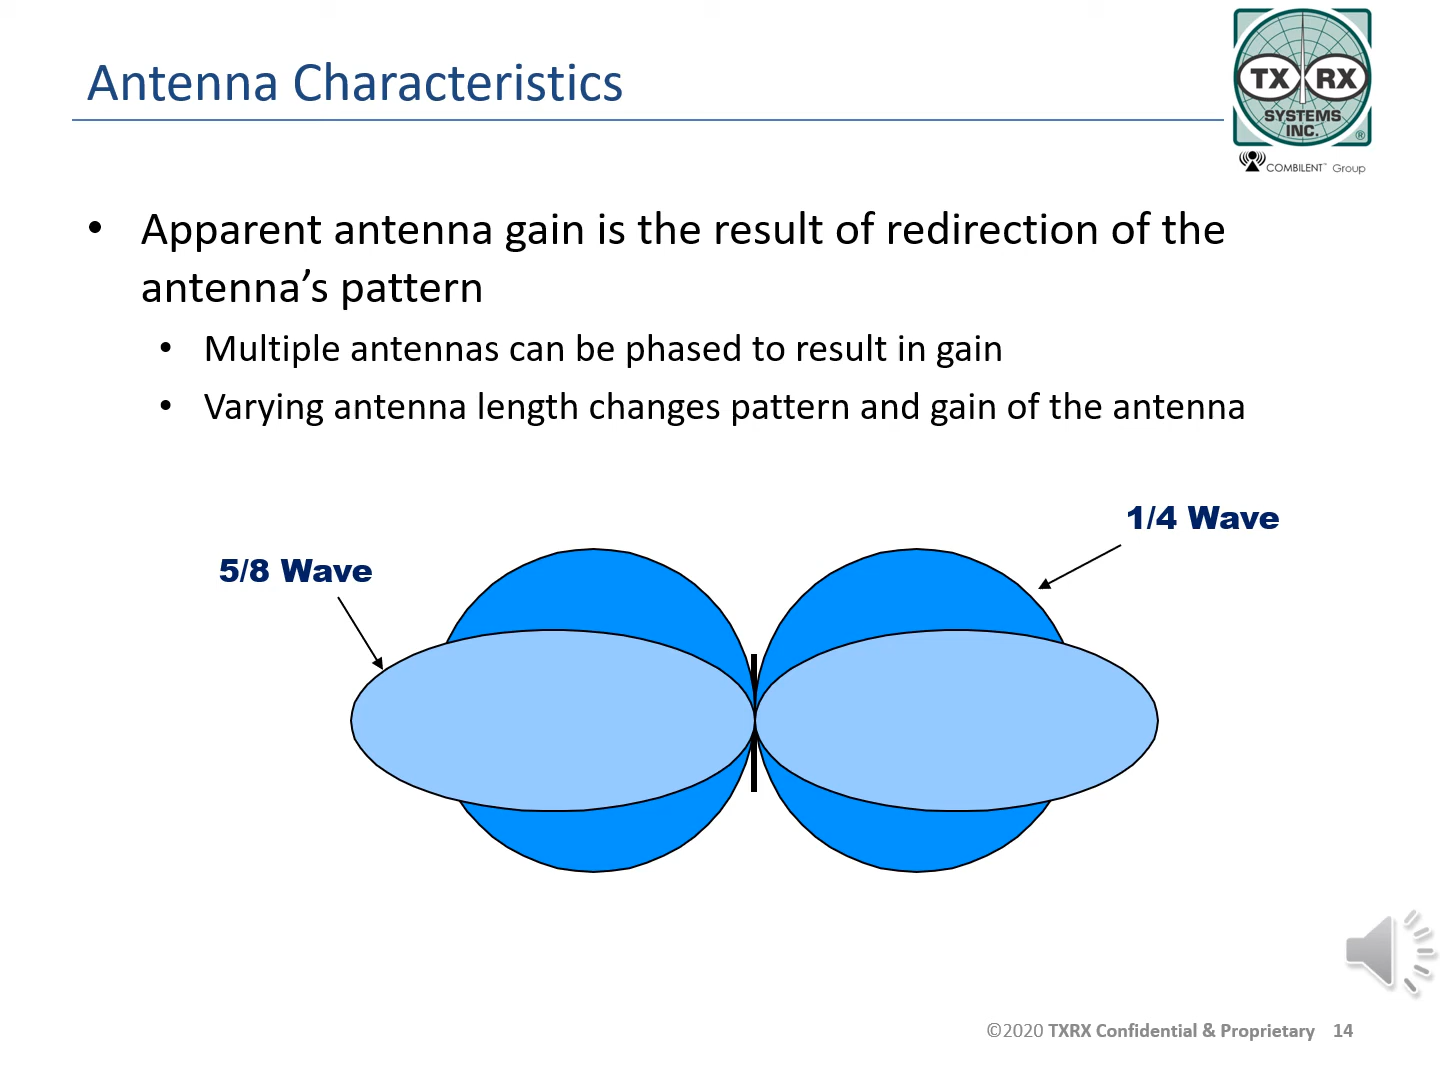 Antenna Characteristics
TX RX
SYSTEMS
INC.
®
COMBILENT™ Group
• Apparent antenna gain is the result of redirection of the
antenna’s pattern
• Multiple antennas can be phased to result in gain
• Varying antenna length changes pattern and gain of the antenna
1/4 Wave
5/8 Wave
©2020 TXRX Confidential & Proprietary 14